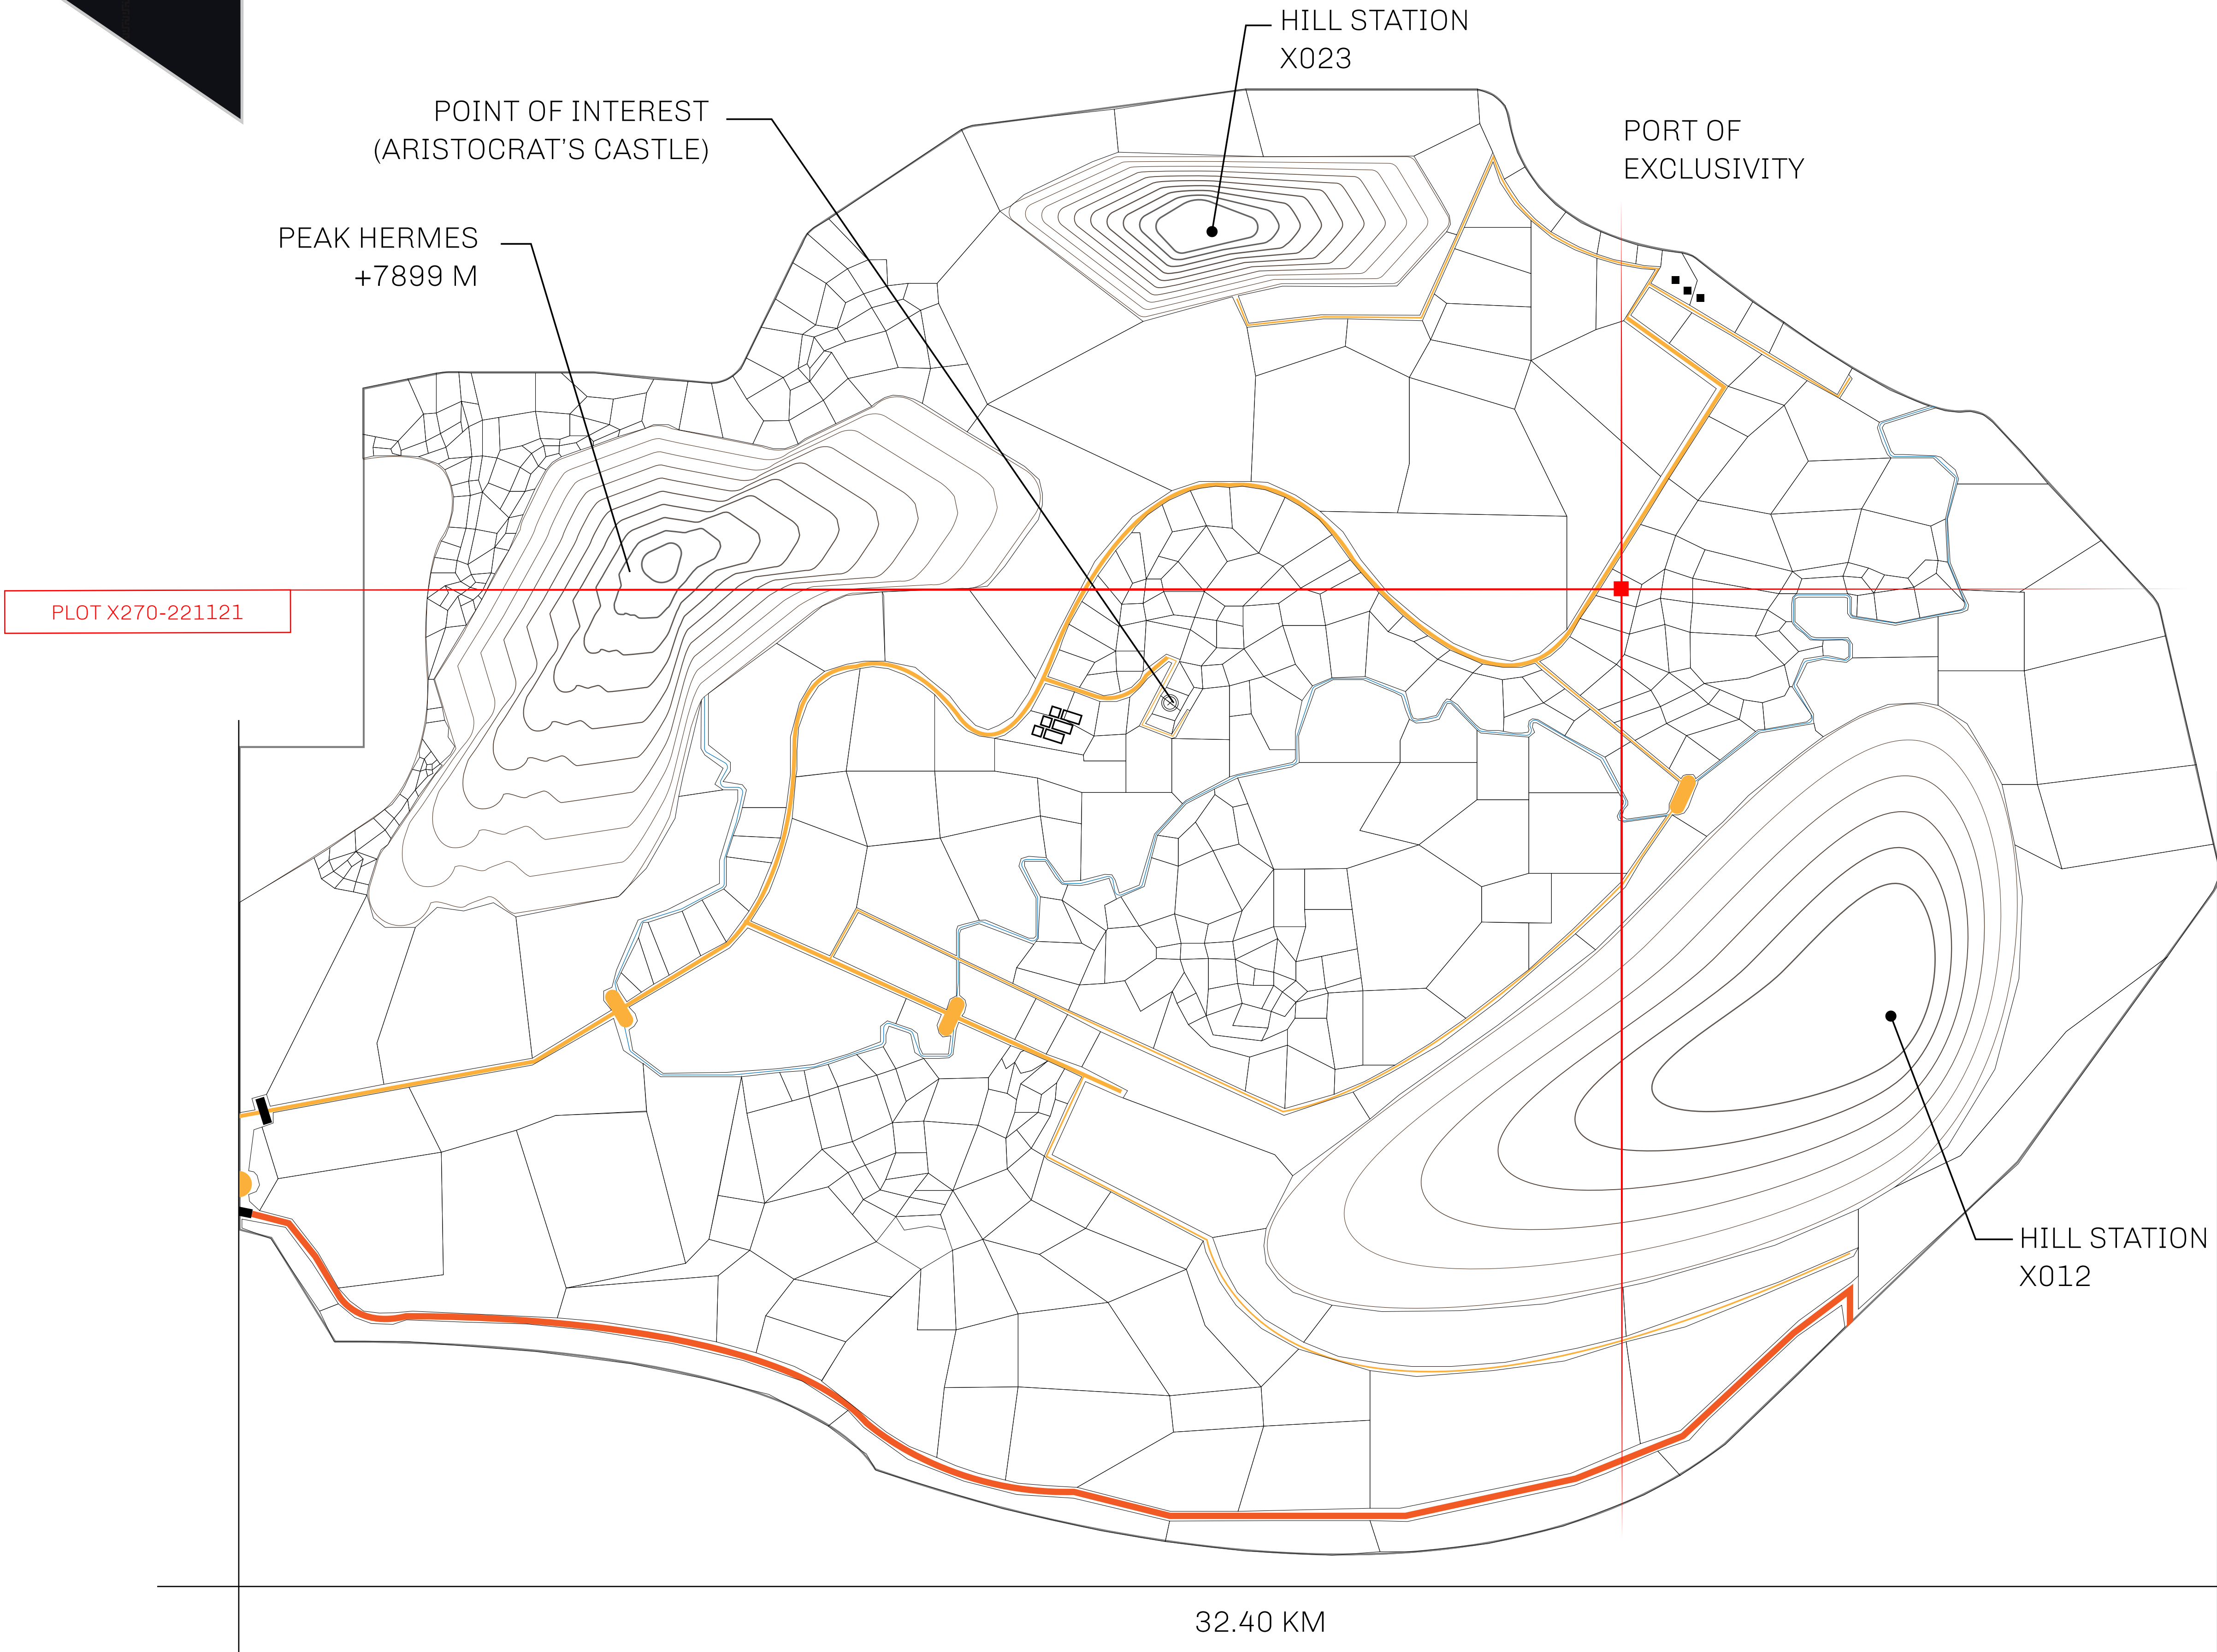 HILL STATION
X023
POINT OF INTEREST
(ARISTOCRAT'S CASTLE)
PORT OF
EXCLUSIVITY
PEAK HERMES
+7899 M
PLOT X270-221121
HILL STATION
X012
32.40 KM